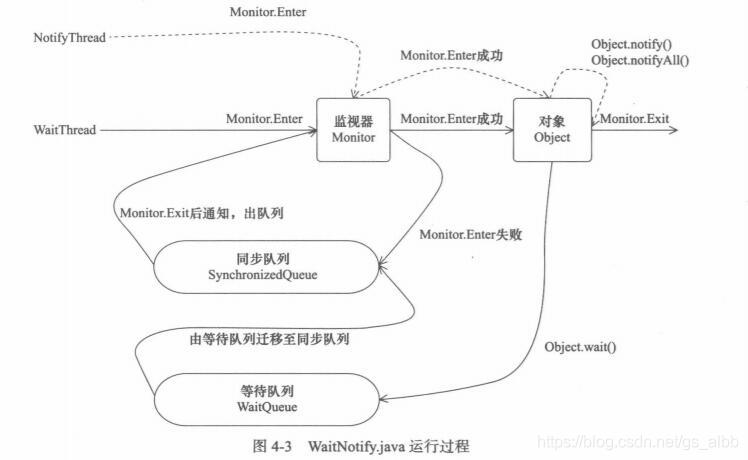 Monitor.Enter
NotifyThread
Object.notify()
Object.notifyAll()
Monitor.Enter成功
WaitThread
Monitor.Enter
监视器
Monitor
Monitor.Enter成功
对象
Object
Monitor.Exit
Monitor.Exit后通知，出队列
Monitor.Enter失败
同步队列
SynchronizedQueue
由等待队列迁移至同步队列
Object.wait()
等待队列
WaitQueue
图 4-3 WaitNotify.java 运行过程
https://blog.csdn.net/gs_albb